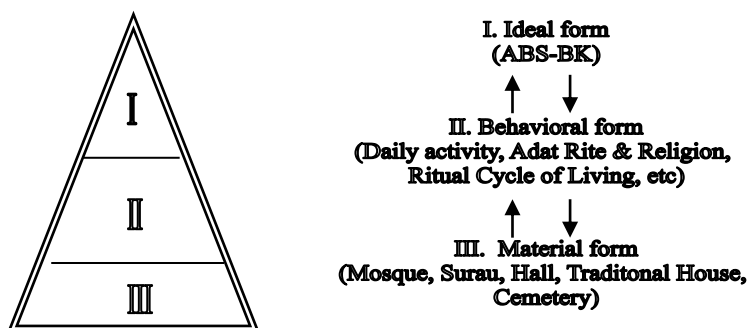 I
II
III
I. Ideal form
(ABS-BK)
II. Behavioral form
(Daily activity, Adat Rite & Religion,
Ritual Cycle of Living, etc)
III. Material form
(Mosque, Surau, Hall, Traditonal House,
Cemetery)